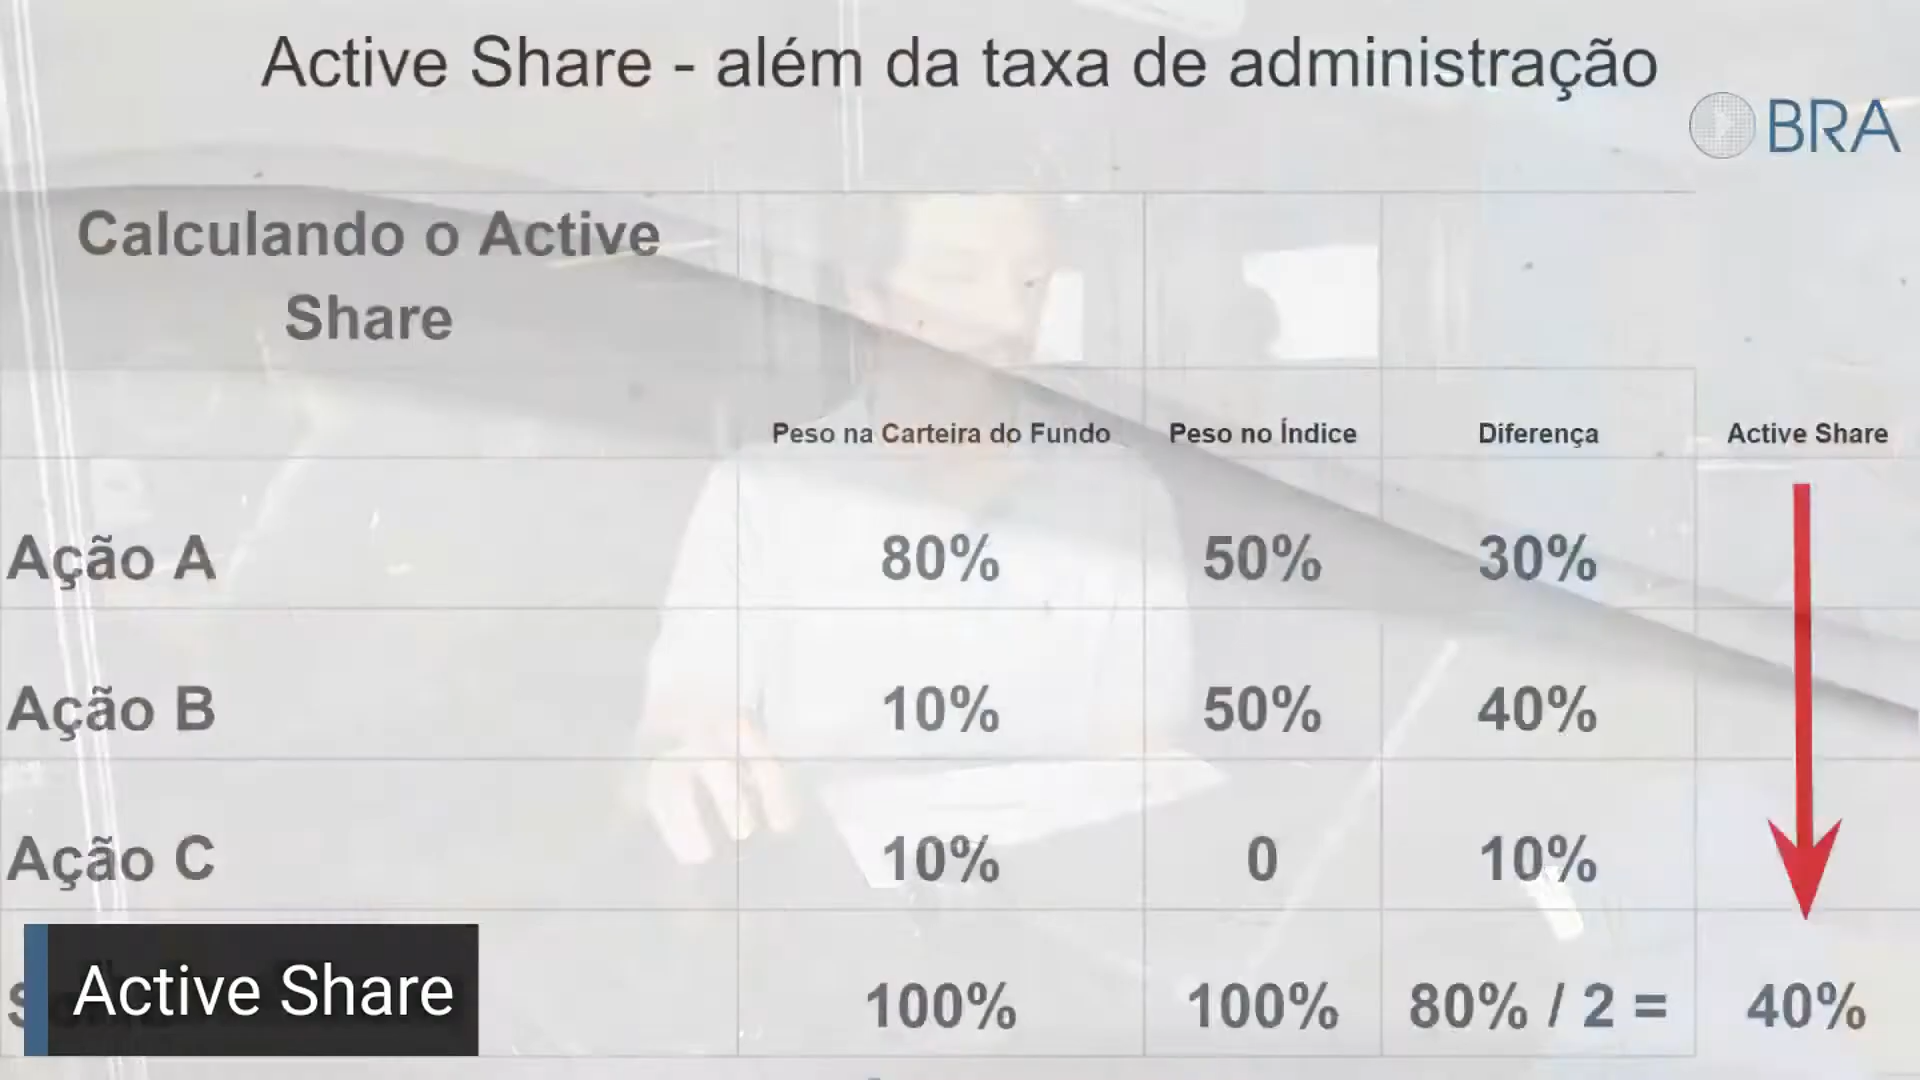 Active Share - além da taxa de administração
BRA
Calculando o Active
Share
Peso na Carteira do Fundo Peso no Índice Diferença Active Share
Ação A 80% 50% 30%
Ação B 10% 50% 40%
Ação C 10% 0 10%
100% 100% 80% / 2 = 40%
Active Share